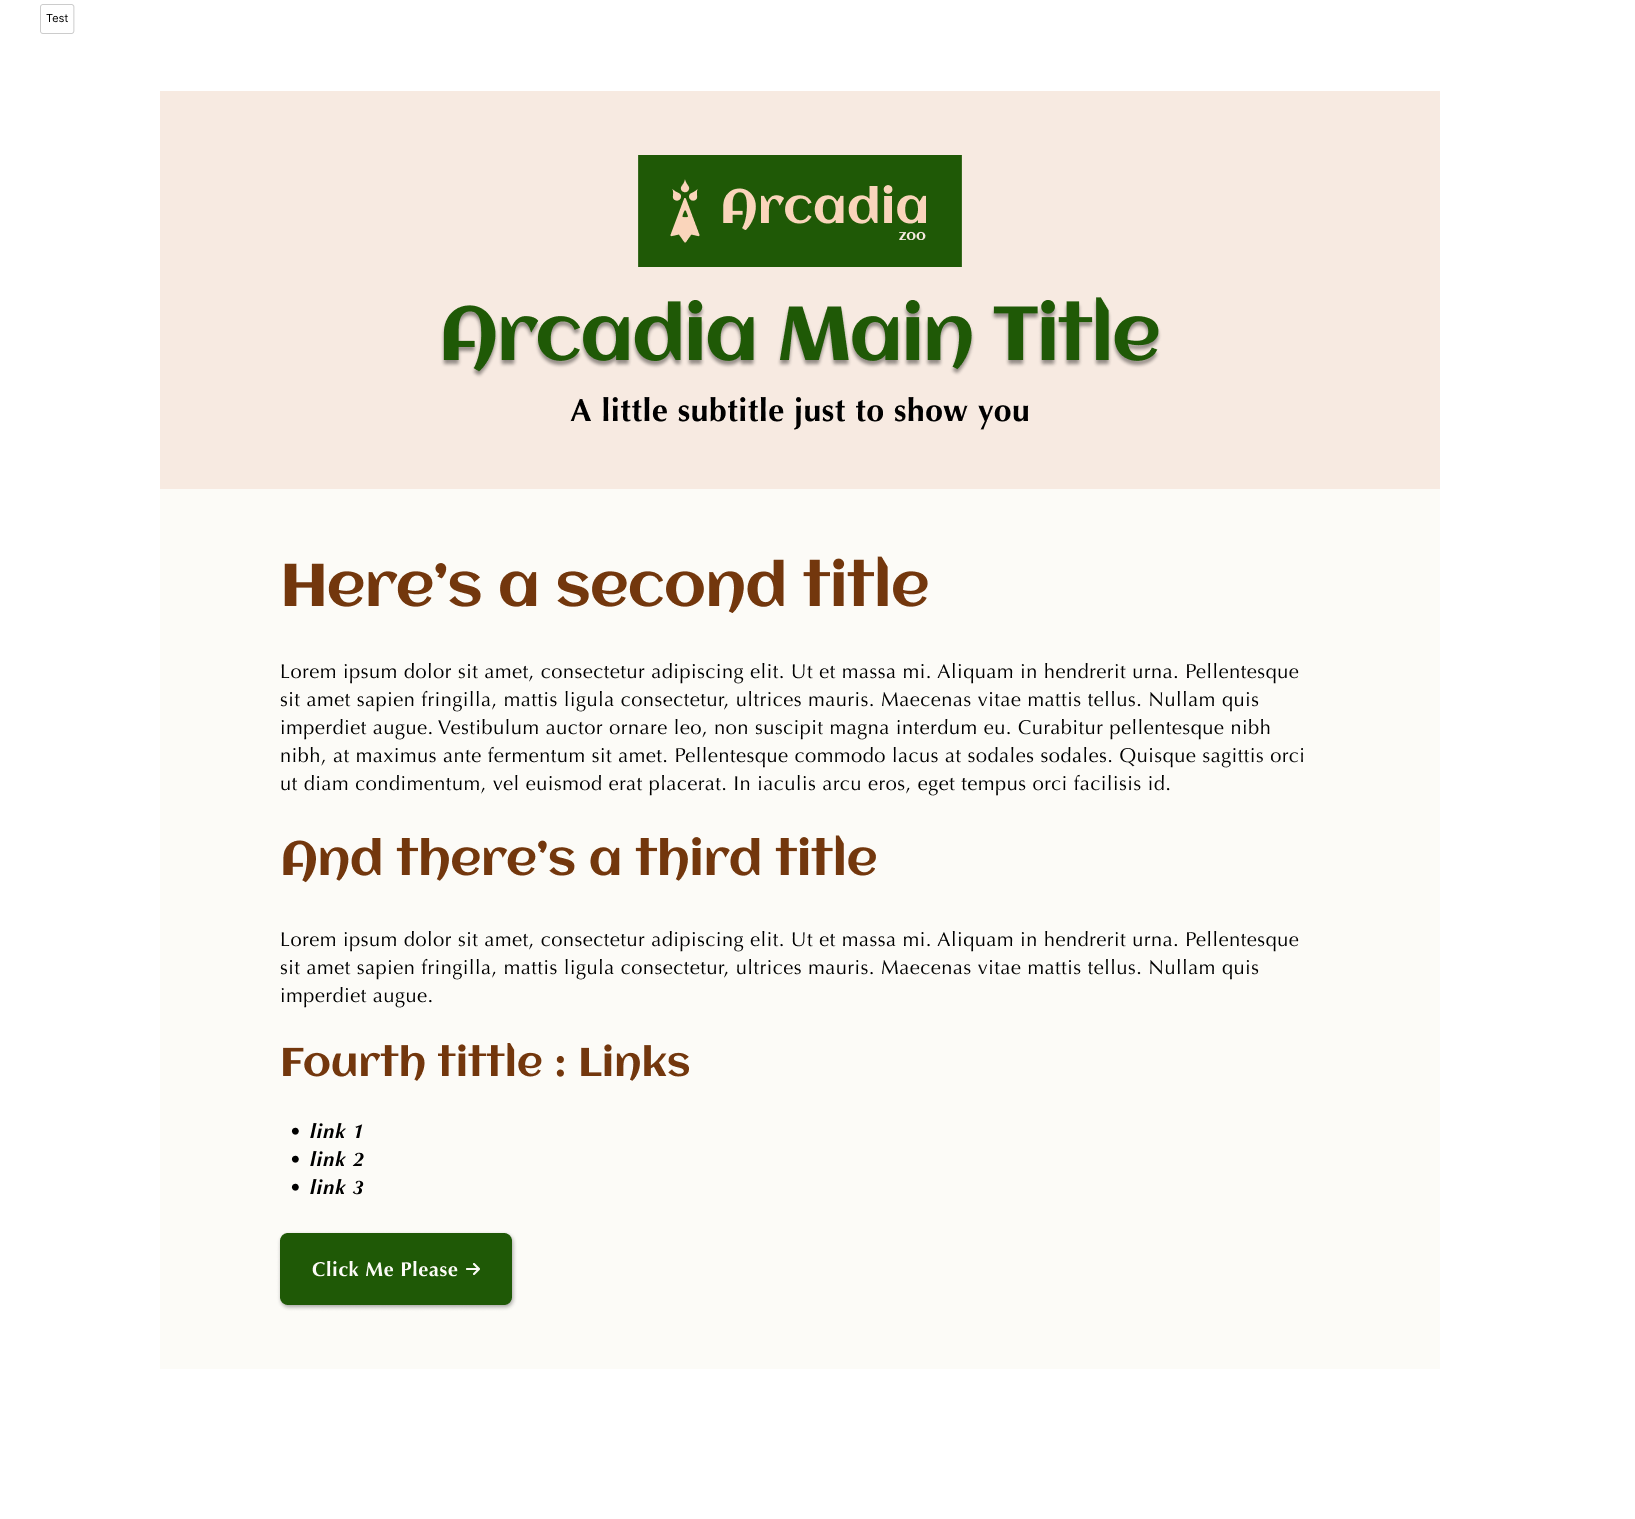 Test
Arcadia
zoo
Arcadia Main Title
A little subtitle just to show you
Here’s a second title
Lorem ipsum dolor sit amet, consectetur adipiscing elit. Ut et massa mi. Aliquam in hendrerit urna. Pellentesque
sit amet sapien fringilla, mattis ligula consectetur, ultrices mauris. Maecenas vitae mattis tellus. Nullam quis
imperdiet augue. Vestibulum auctor ornare leo, non suscipit magna interdum eu. Curabitur pellentesque nibh
nibh, at maximus ante fermentum sit amet. Pellentesque commodo lacus at sodales sodales. Quisque sagittis orci
ut diam condimentum, vel euismod erat placerat. In iaculis arcu eros, eget tempus orci facilisis id.
And there’s a third title
Lorem ipsum dolor sit amet, consectetur adipiscing elit. Ut et massa mi. Aliquam in hendrerit urna. Pellentesque
sit amet sapien fringilla, mattis ligula consectetur, ultrices mauris. Maecenas vitae mattis tellus. Nullam quis
imperdiet augue.
Fourth tittle : Links
• link 1
• link 2
• link 3
Click Me Please →